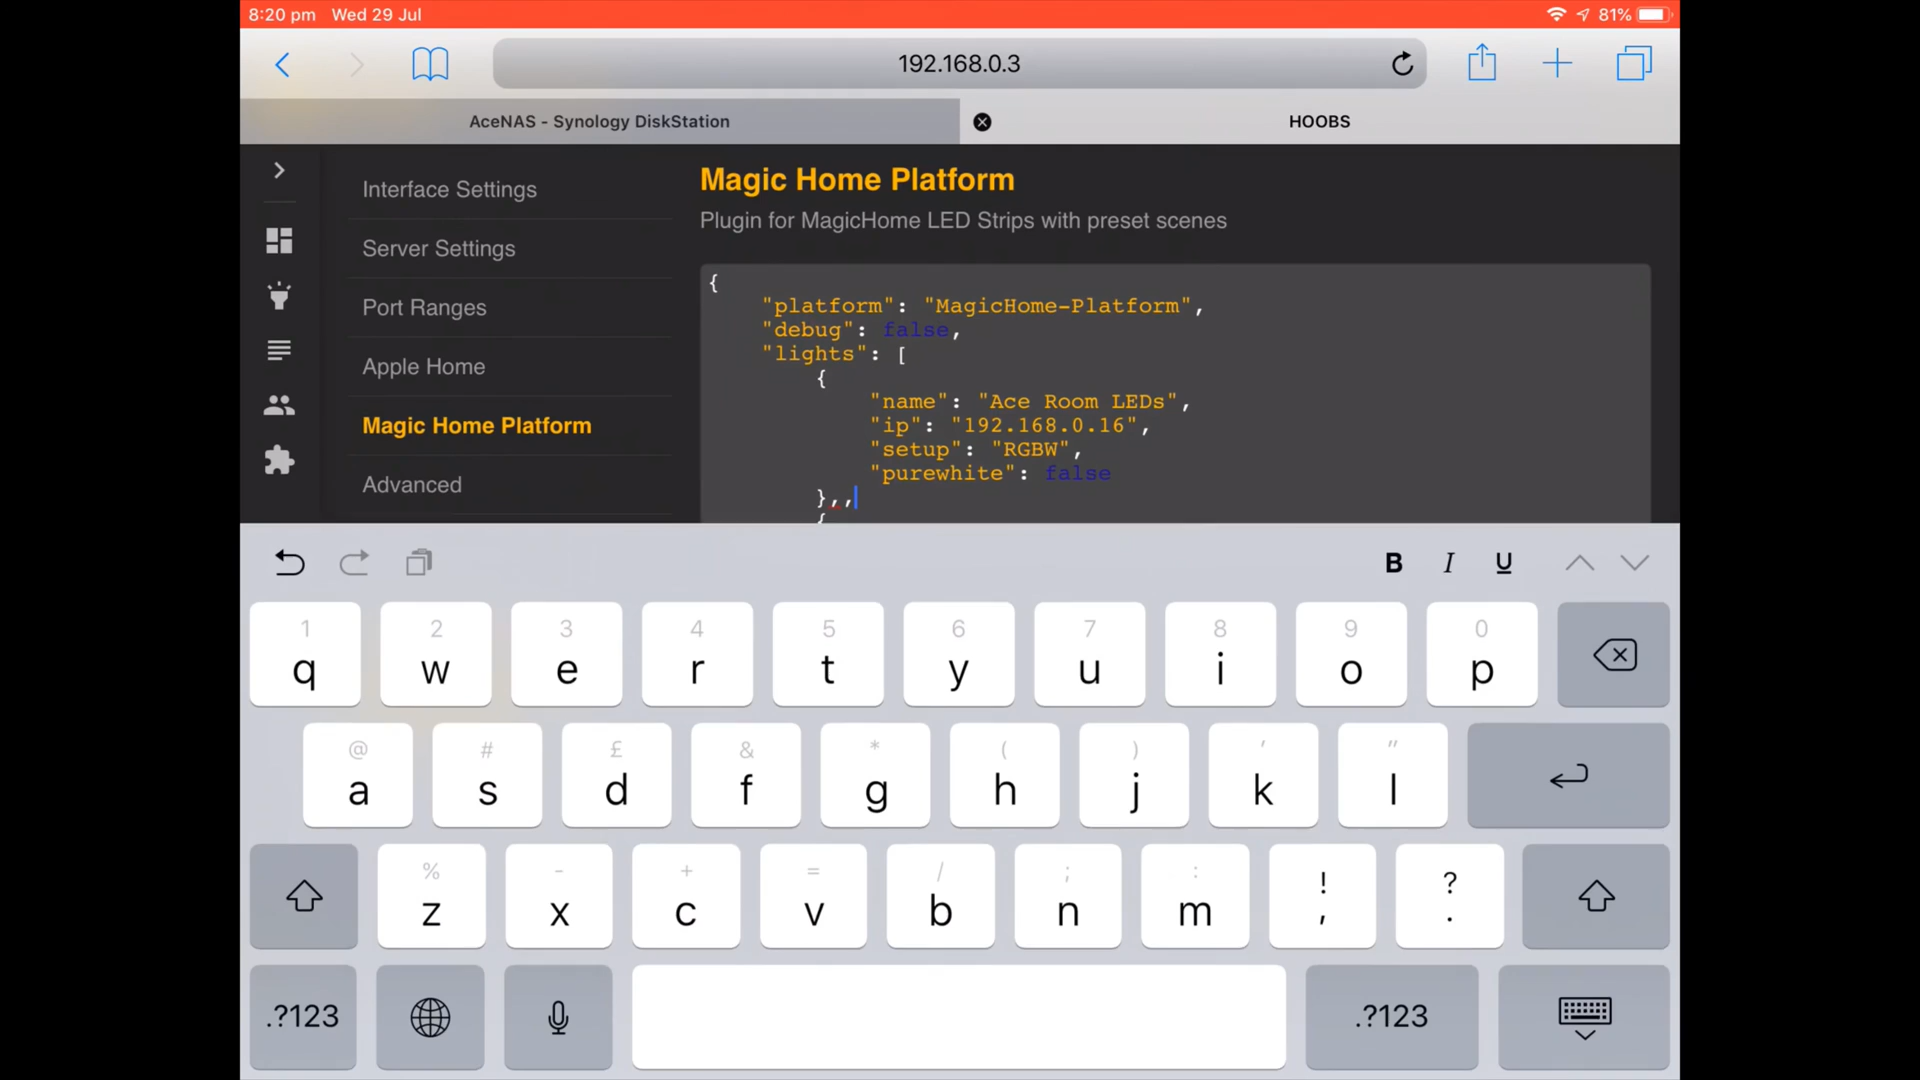 8:20 pm Wed 29 Jul
81%
192.168.0.3
AceNAS - Synology DiskStation
HOOBS
Interface Settings
Server Settings
Port Ranges
Apple Home
Magic Home Platform
Advanced
Magic Home Platform
Plugin for MagicHome LED Strips with preset scenes
{
"platform": "MagicHome-Platform",
"debug": false,
"lights": [
{
"name": "Ace Room LEDs",
"ip": "192.168.0.16",
"setup": "RGBW",
"purewhite": false
},,
{
B I U
1 2 3 4 5 6 7 8 9 0
q w e r t y u i o p
@ # £ & * ( ) ' "
a s d f g h j k l
% - + = / ; : ! ?
z x c v b n m , .
.?123 .?123